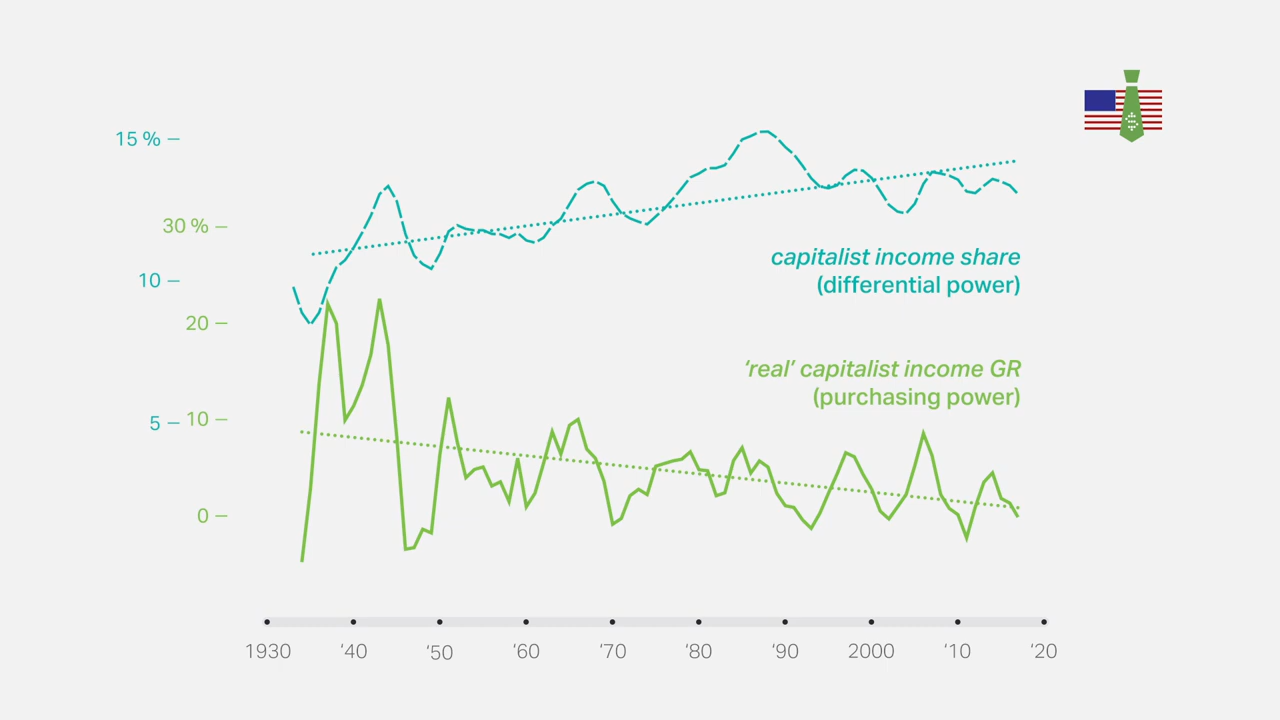 15 % –
30 % –
capitalist income share
(differential power)
10 –
20 –
‘real’ capitalist income GR
(purchasing power)
5 –
10 –
0 –
1930 ‘40 ‘50 ‘60 ‘70 ‘80 ‘90 2000 ‘10 ‘20